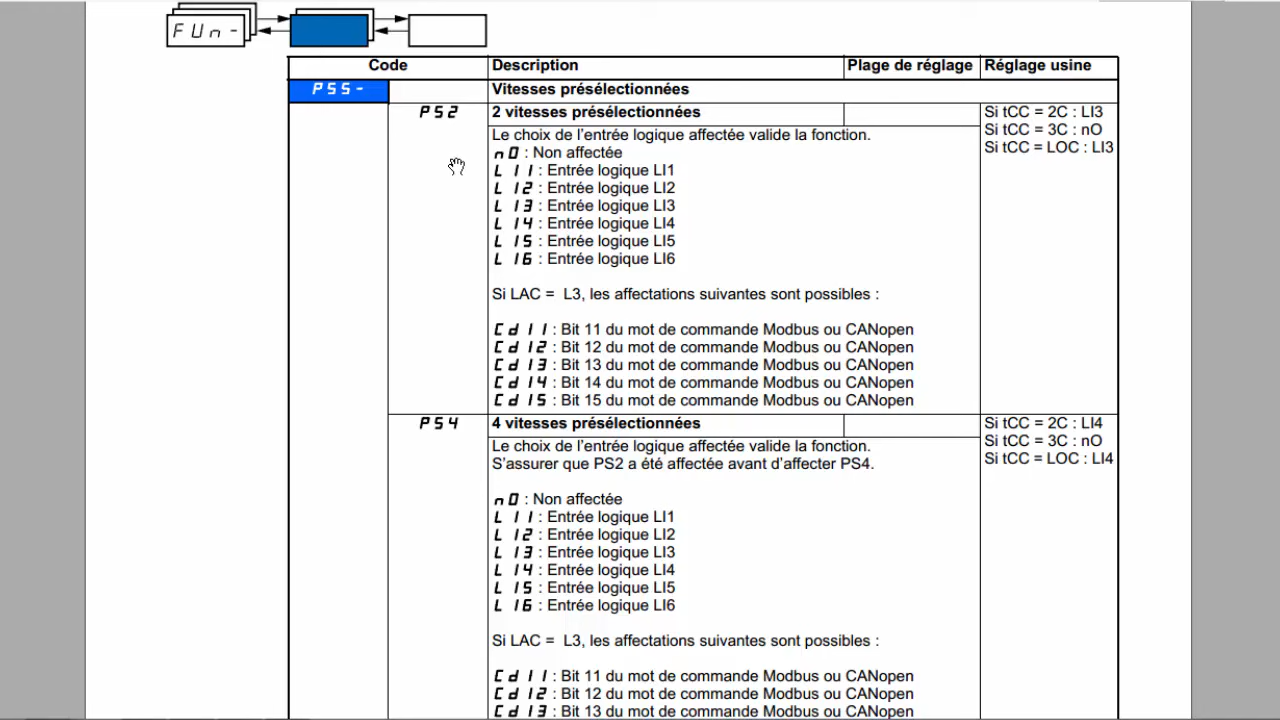 FUn-
Code Description Plage de réglage Réglage usine
PSS- Vitesses présélectionnées
PS2 2 vitesses présélectionnées Si tCC = 2C : LI3
Le choix de l'entrée logique affectée valide la fonction. Si tCC = 3C : nO
nO : Non affectée Si tCC = LOC : LI3
LI1 : Entrée logique LI1
LI2 : Entrée logique LI2
LI3 : Entrée logique LI3
LI4 : Entrée logique LI4
LI5 : Entrée logique LI5
LI6 : Entrée logique LI6
Si LAC = L3, les affectations suivantes sont possibles :
Cd11 : Bit 11 du mot de commande Modbus ou CANopen
Cd12 : Bit 12 du mot de commande Modbus ou CANopen
Cd13 : Bit 13 du mot de commande Modbus ou CANopen
Cd14 : Bit 14 du mot de commande Modbus ou CANopen
Cd15 : Bit 15 du mot de commande Modbus ou CANopen
PS4 4 vitesses présélectionnées Si tCC = 2C : LI4
Le choix de l'entrée logique affectée valide la fonction. Si tCC = 3C : nO
S'assurer que PS2 a été affectée avant d'affecter PS4. Si tCC = LOC : LI4
nO : Non affectée
LI1 : Entrée logique LI1
LI2 : Entrée logique LI2
LI3 : Entrée logique LI3
LI4 : Entrée logique LI4
LI5 : Entrée logique LI5
LI6 : Entrée logique LI6
Si LAC = L3, les affectations suivantes sont possibles :
Cd11 : Bit 11 du mot de commande Modbus ou CANopen
Cd12 : Bit 12 du mot de commande Modbus ou CANopen
Cd13 : Bit 13 du mot de commande Modbus ou CANopen